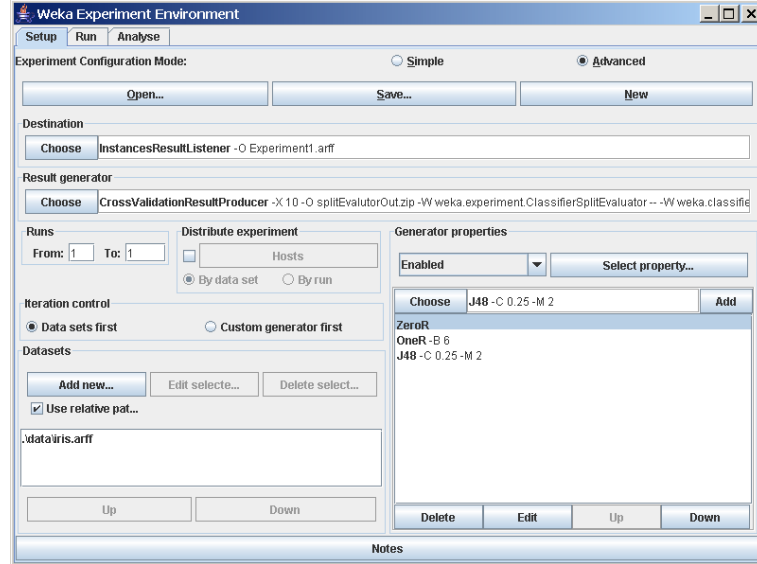 Weka Experiment Environment
Setup Run Analyse
Experiment Configuration Mode: Simple Advanced
Open... Save... New
Destination
Choose InstancesResultListener -O Experiment1.arff
Result generator
Choose CrossValidationResultProducer -X 10 -O splitEvalutorOut.zip -W weka.experiment.ClassifierSplitEvaluator -- -W weka.classifie
Runs
From: 1 To: 1
Distribute experiment
Hosts
By data set By run
Generator properties
Enabled Select property...
Iteration control
Data sets first Custom generator first
Choose J48 -C 0.25 -M 2 Add
ZeroR
OneR -B 6
J48 -C 0.25 -M 2
Datasets
Add new... Edit selecte... Delete select...
Use relative pat...
.\data\iris.arff
Up Down
Delete Edit Up Down
Notes